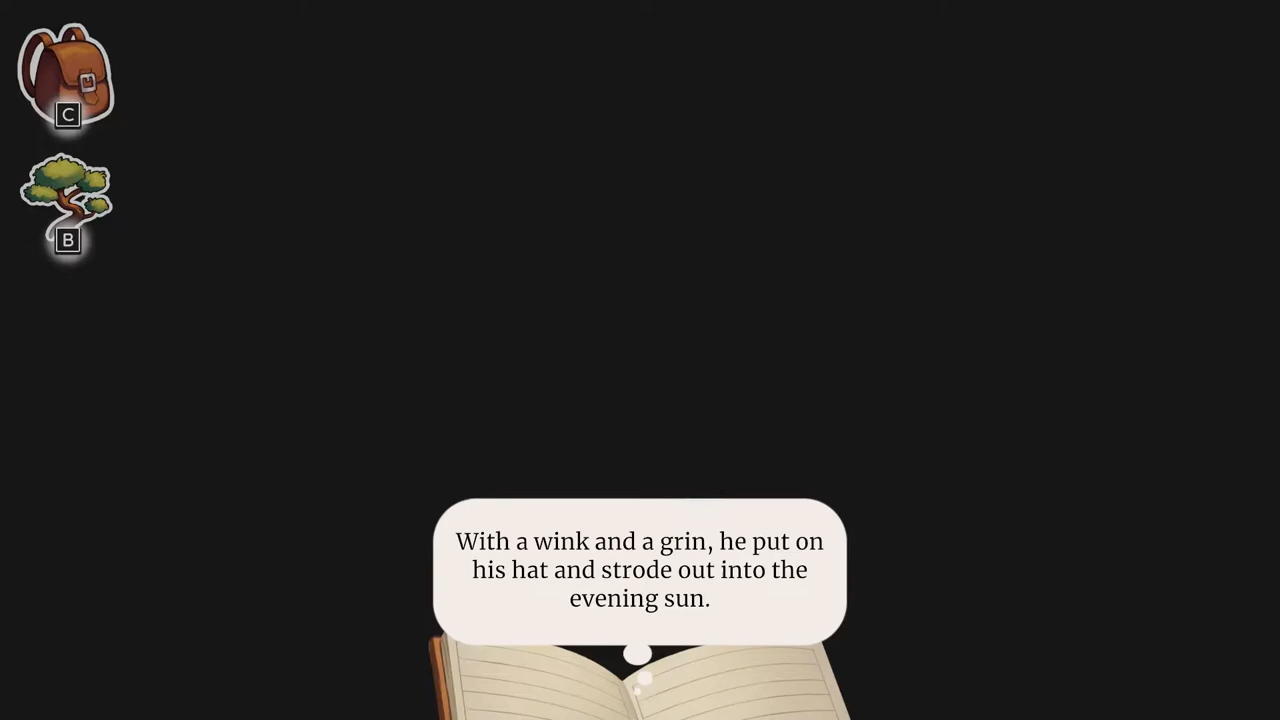 C
B
With a wink and a grin, he put on
his hat and strode out into the
evening sun.